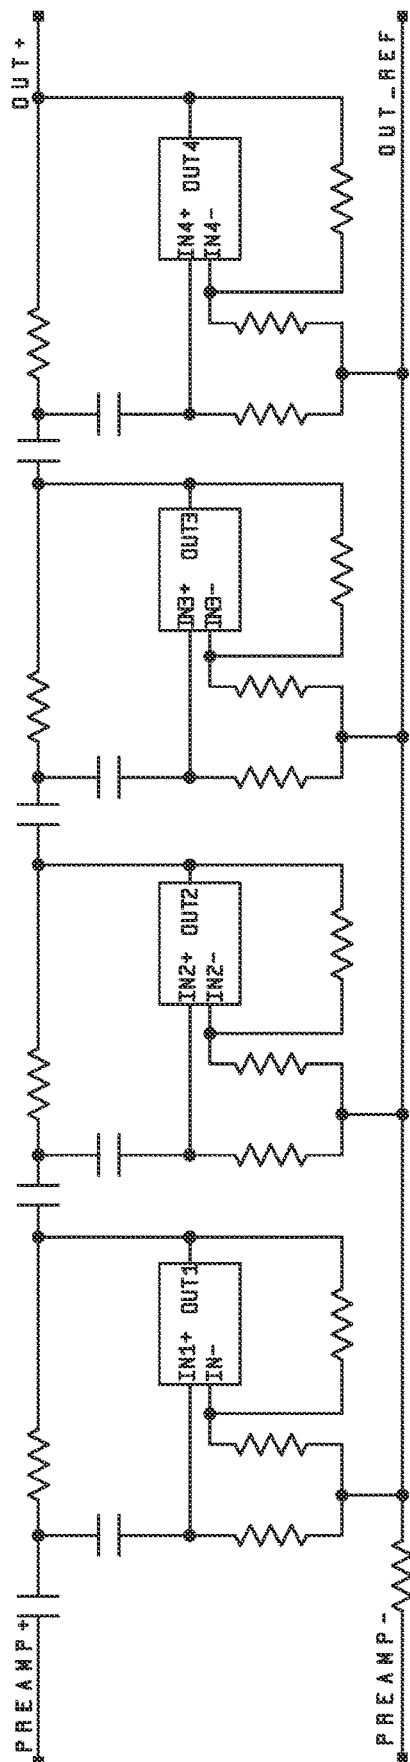 PREAMP+
PREAMP-
IN1+ OUT1
IN-
IN2+ OUT2
IN2-
IN3+ OUT3
IN3-
IN4+ OUT4
IN4-
OUT+
OUT_REF